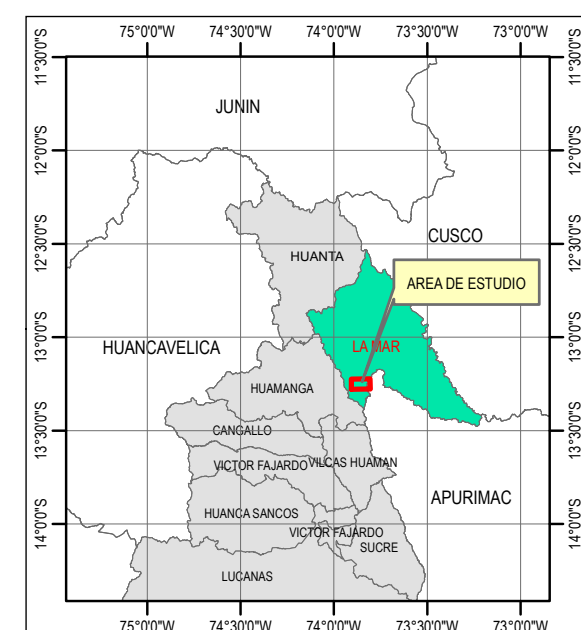 75°0'0"W 74°30'0"W 74°0'0"W 73°30'0"W 73°0'0"W
11°30'0"S
11°30'0"S
JUNIN
12°0'0"S
12°0'0"S
CUSCO
12°30'0"S
12°30'0"S
HUANTA
AREA DE ESTUDIO
13°0'0"S
13°0'0"S
HUANCAVELICA
LA MAR
HUAMANGA
13°30'0"S
13°30'0"S
CANGALLO
VICTOR FAJARDO
VILCAS HUAMAN
APURIMAC
HUANCA SANCOS
14°0'0"S
14°0'0"S
VICTOR FAJARDO
SUCRE
LUCANAS
75°0'0"W 74°30'0"W 74°0'0"W 73°30'0"W 73°0'0"W